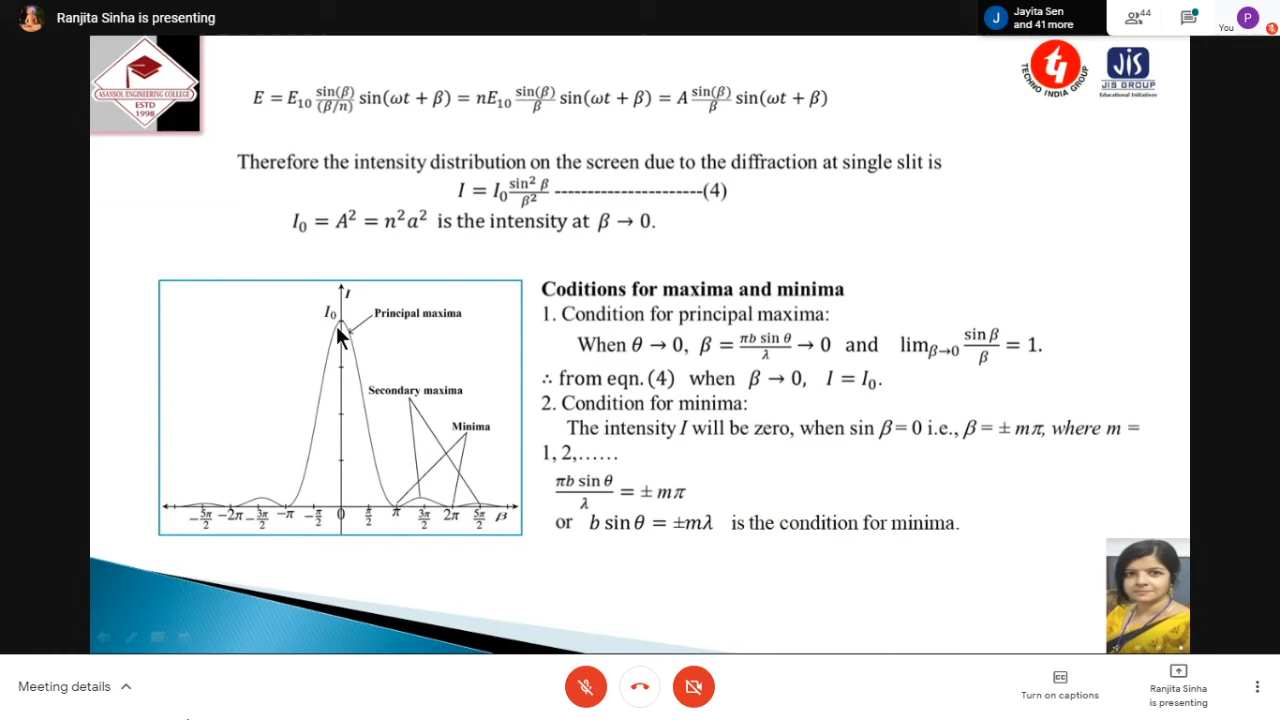 Ranjita Sinha is presenting
J
Jayita Sen
and 41 more
44
You
P
ASANSOL ENGINEERING COLLEGE
ESTD
1998
TECHNO INDIA GROUP
JIS
JIS GROUP
Educational Initiatives
E = E₁₀ sin(β)/(β/n) sin(ωt + β) = nE₁₀ sin(β)/β sin(ωt + β) = A sin(β)/β sin(ωt + β)
Therefore the intensity distribution on the screen due to the diffraction at single slit is
I = I₀ sin² β/β² ----------------------(4)
I₀ = A² = n²a² is the intensity at β → 0.
I
I₀
Principal maxima
Secondary maxima
Minima
-5π/2 -2π -3π/2 -π -π/2 0 π/2 π 3π/2 2π 5π/2 β
Coditions for maxima and minima
1. Condition for principal maxima:
When θ → 0, β = πb sin θ/λ → 0 and lim β→0 sin β/β = 1.
∴ from eqn. (4) when β → 0, I = I₀.
2. Condition for minima:
The intensity I will be zero, when sin β = 0 i.e., β = ± mπ, where m =
1, 2,......
πb sin θ/λ = ± mπ
or b sin θ = ±mλ is the condition for minima.
Meeting details
CC
Turn on captions
Ranjita Sinha
is presenting